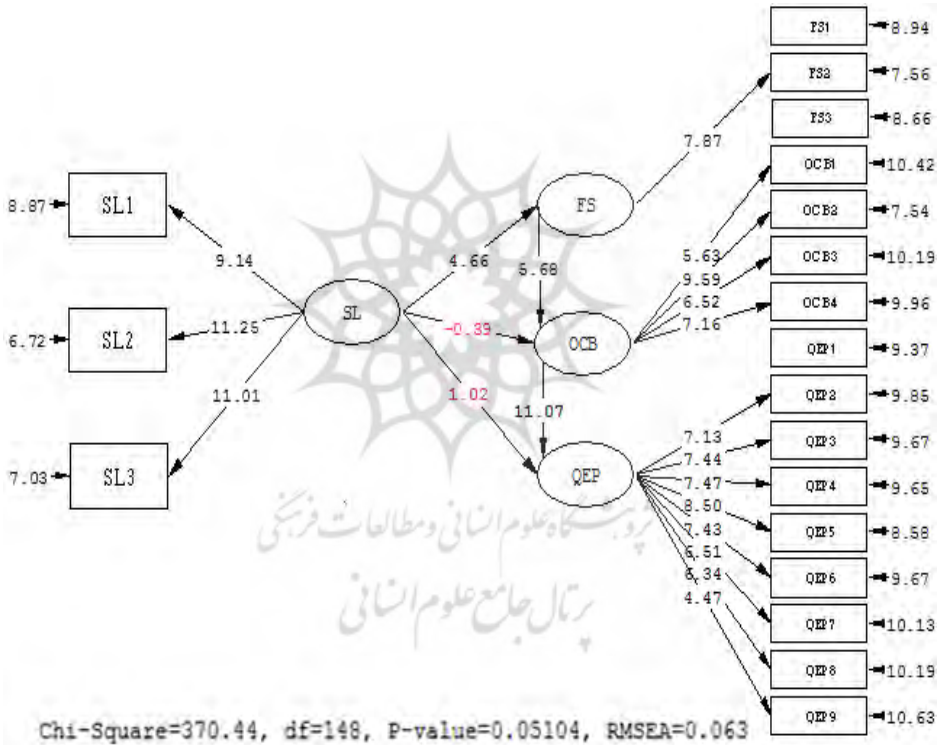 FS1 8.94
FS2 7.56
7.87
FS3 8.66
OCB1 10.42
8.87 SL1
FS
OCB2 7.54
5.63
9.14 4.66 5.68
9.59
OCB3 10.19
6.52
SL
OCB4 9.96
7.16
11.25 -0.39 OCB
6.72 SL2
QEP1 9.37
11.01 1.02 11.07
QEP2 9.85
7.13
QEP3 9.67
7.44
7.03 SL3
QEP
QEP4 9.65
7.47
8.50
پژوهشگاه علوم انسانی و مطالعات فرهنگی
QEP5 8.58
7.43
6.51
QEP6 9.67
6.34
4.47
پرتال جامع علوم انسانی
QEP7 10.13
QEP8 10.19
QEP9 10.63
Chi-Square=370.44, df=148, P-value=0.05104, RMSEA=0.063